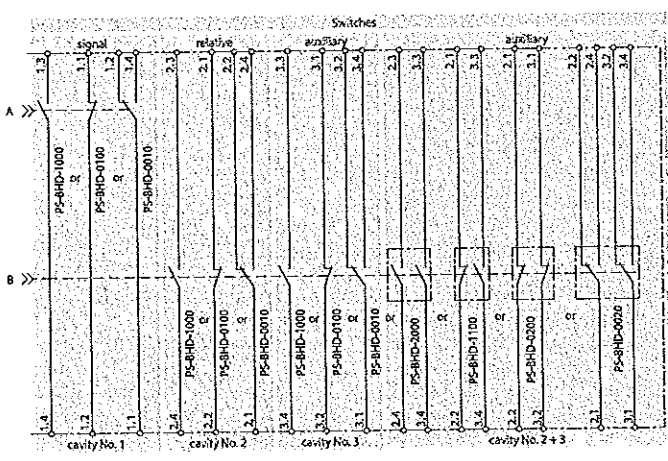 Switches
signal relative auxiliary auxiliary
1.3 1.1 1.2 1.4 2.3 2.1 2.2 2.4 3.3 3.1 3.2 3.4 2.3 3.3 2.1 3.3 2.1 3.1 2.2 2.4 3.2 3.4
A
PS-BHD-1000 or PS-BHD-0100 or PS-BHD-0010
B
PS-BHD-1000 or PS-BHD-0100 or PS-BHD-0010 PS-BHD-1000 or PS-BHD-0100 or PS-BHD-0010 PS-BHD-2000 or PS-BHD-1100 or PS-BHD-0200 or PS-BHD-0020
1.4 1.2 1.1 2.4 2.2 2.1 3.4 3.2 3.1 2.4 3.4 2.2 3.4 2.2 3.2 2.1 3.1
cavity No. 1 cavity No. 2 cavity No. 3 cavity No. 2 + 3